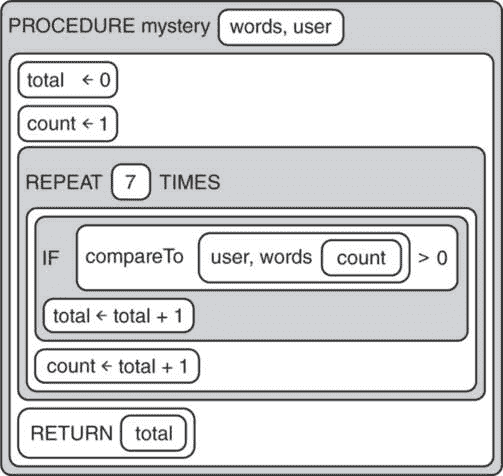 PROCEDURE mystery words, user
total ← 0
count ← 1
REPEAT 7 TIMES
IF compareTo user, words count > 0
total ← total + 1
count ← total + 1
RETURN total